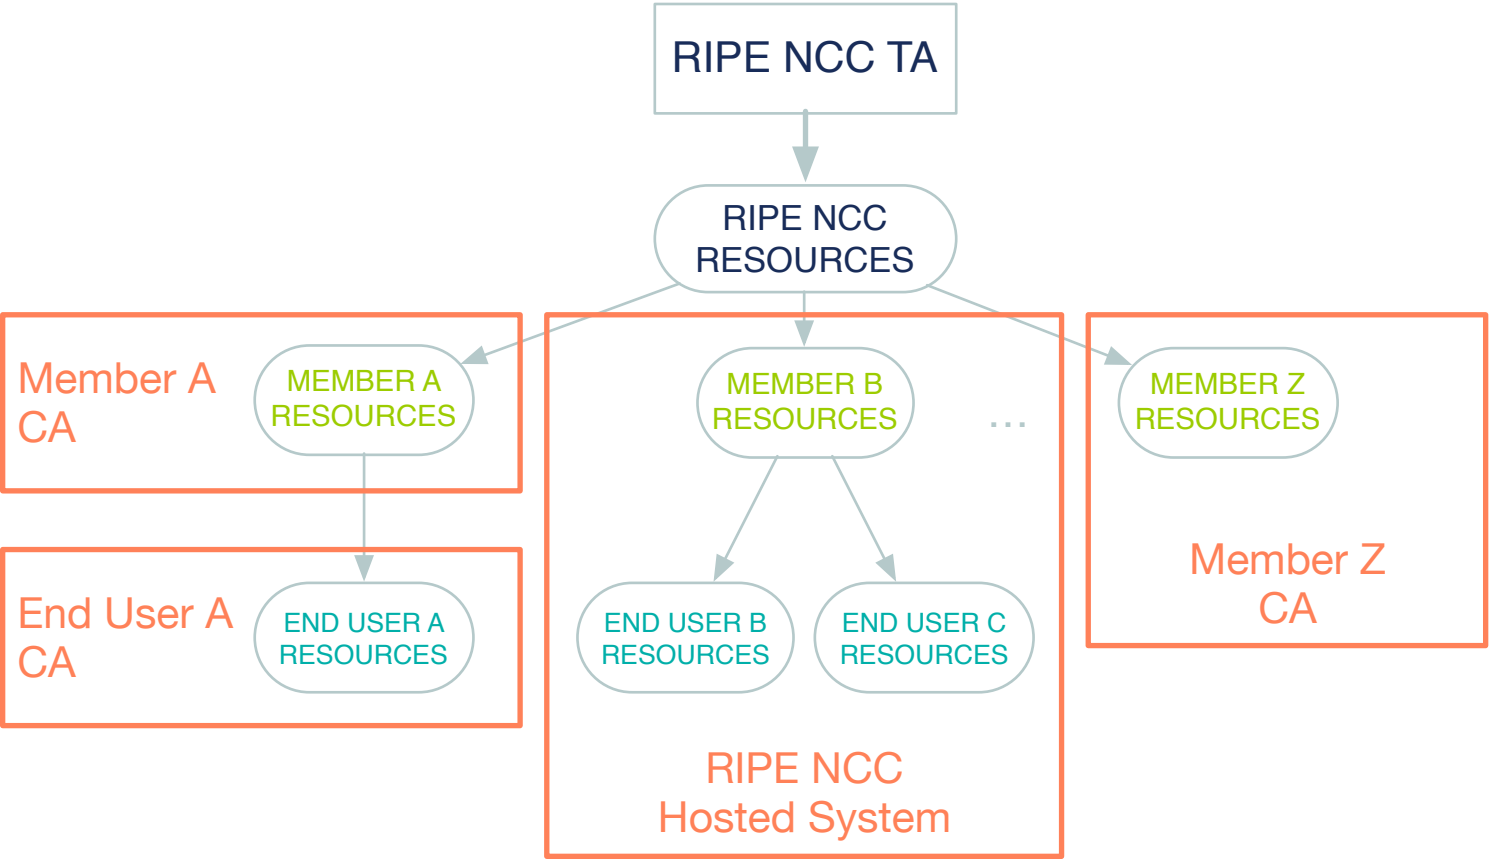 RIPE NCC TA
RIPE NCC
RESOURCES
Member A
CA
MEMBER A
RESOURCES
MEMBER B
RESOURCES
...
MEMBER Z
RESOURCES
Member Z
CA
End User A
CA
END USER A
RESOURCES
END USER B
RESOURCES
END USER C
RESOURCES
RIPE NCC
Hosted System